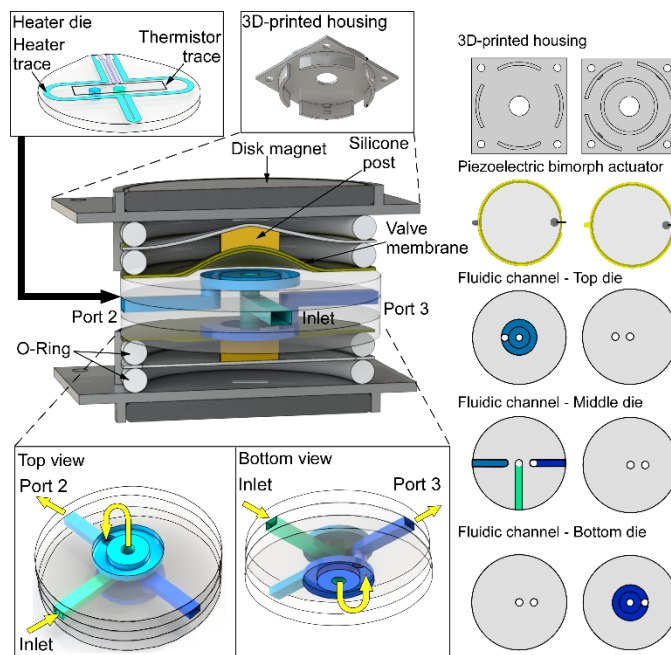 Heater die
Heater
trace
Thermistor
trace
3D-printed housing
Disk magnet
Silicone
post
Valve
membrane
Port 2
Inlet
Port 3
O-Ring
Top view
Port 2
Inlet
Bottom view
Inlet
Port 3
3D-printed housing
Piezoelectric bimorph actuator
Fluidic channel - Top die
Fluidic channel - Middle die
Fluidic channel - Bottom die